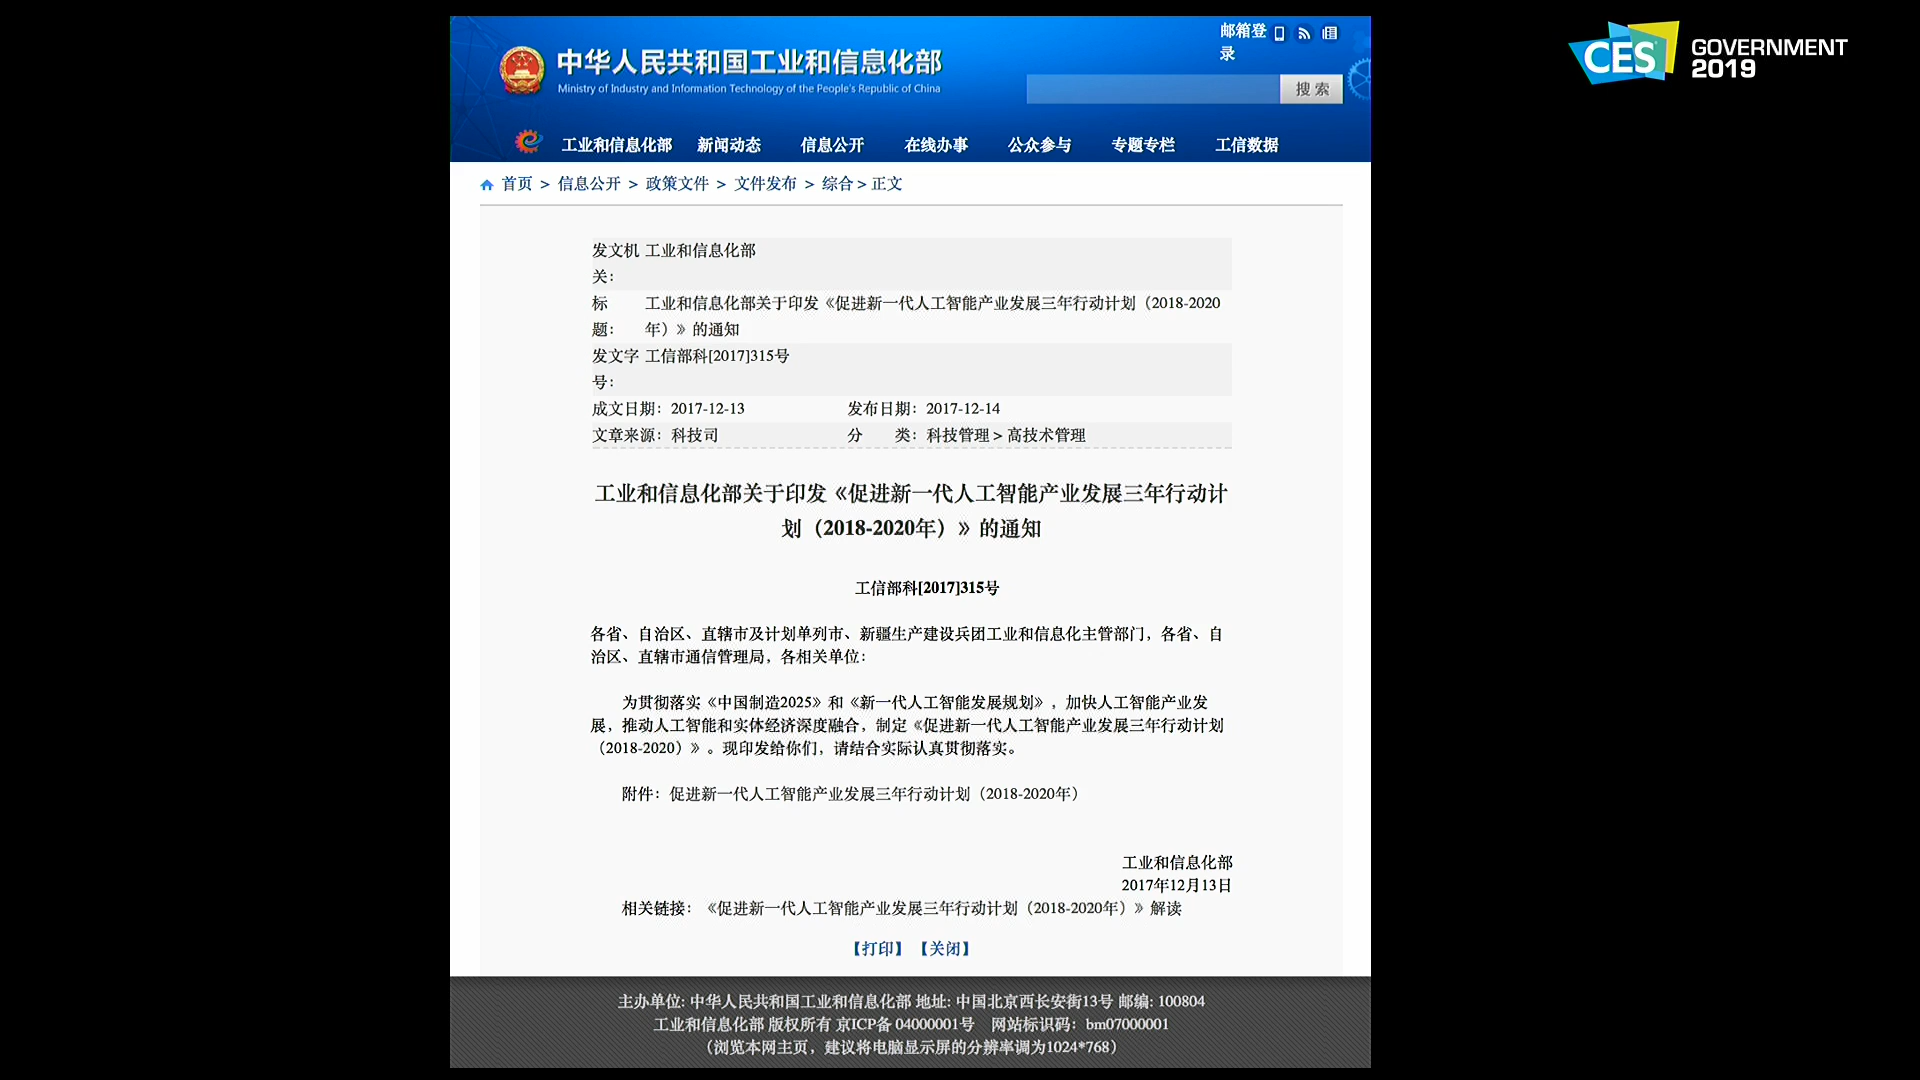 邮箱登
录
CES GOVERNMENT
2019
中华人民共和国工业和信息化部
Ministry of Industry and Information Technology of the People's Republic of China
搜 索
工业和信息化部 新闻动态 信息公开 在线办事 公众参与 专题专栏 工信数据
首页 > 信息公开 > 政策文件 > 文件发布 > 综合 > 正文
发文机 工业和信息化部
关：
标 工业和信息化部关于印发《促进新一代人工智能产业发展三年行动计划（2018-2020
题： 年）》的通知
发文字 工信部科[2017]315号
号：
成文日期：2017-12-13 发布日期：2017-12-14
文章来源：科技司 分 类：科技管理 > 高技术管理
工业和信息化部关于印发《促进新一代人工智能产业发展三年行动计
划（2018-2020年）》的通知
工信部科[2017]315号
各省、自治区、直辖市及计划单列市、新疆生产建设兵团工业和信息化主管部门，各省、自
治区、直辖市通信管理局，各相关单位：
为贯彻落实《中国制造2025》和《新一代人工智能发展规划》，加快人工智能产业发
展，推动人工智能和实体经济深度融合，制定《促进新一代人工智能产业发展三年行动计划
（2018-2020）》。现印发给你们，请结合实际认真贯彻落实。
附件：促进新一代人工智能产业发展三年行动计划（2018-2020年）
工业和信息化部
2017年12月13日
相关链接：《促进新一代人工智能产业发展三年行动计划（2018-2020年）》解读
【打印】 【关闭】
主办单位: 中华人民共和国工业和信息化部 地址: 中国北京西长安街13号 邮编: 100804
工业和信息化部 版权所有 京ICP备 04000001号 网站标识码：bm07000001
（浏览本网主页，建议将电脑显示屏的分辨率调为1024*768）